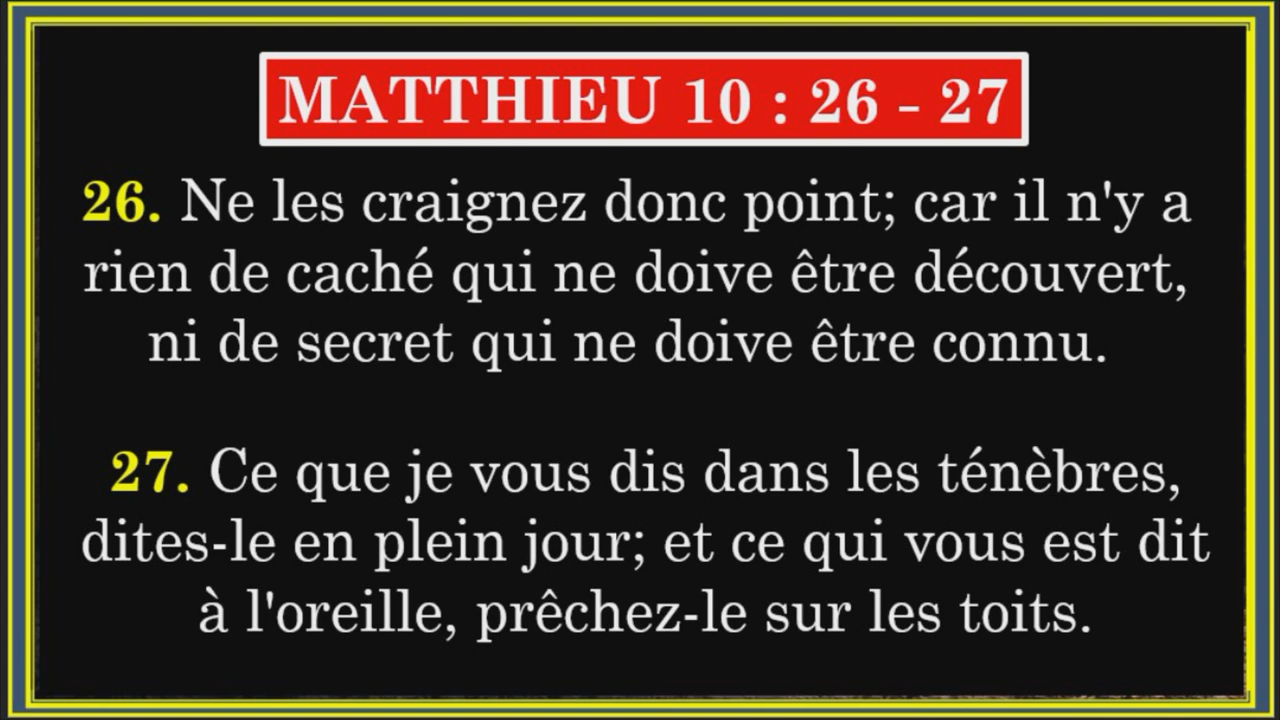 MATTHIEU 10 : 26 - 27
26. Ne les craignez donc point; car il n'y a
rien de caché qui ne doive être découvert,
ni de secret qui ne doive être connu.
27. Ce que je vous dis dans les ténèbres,
dites-le en plein jour; et ce qui vous est dit
à l'oreille, prêchez-le sur les toits.